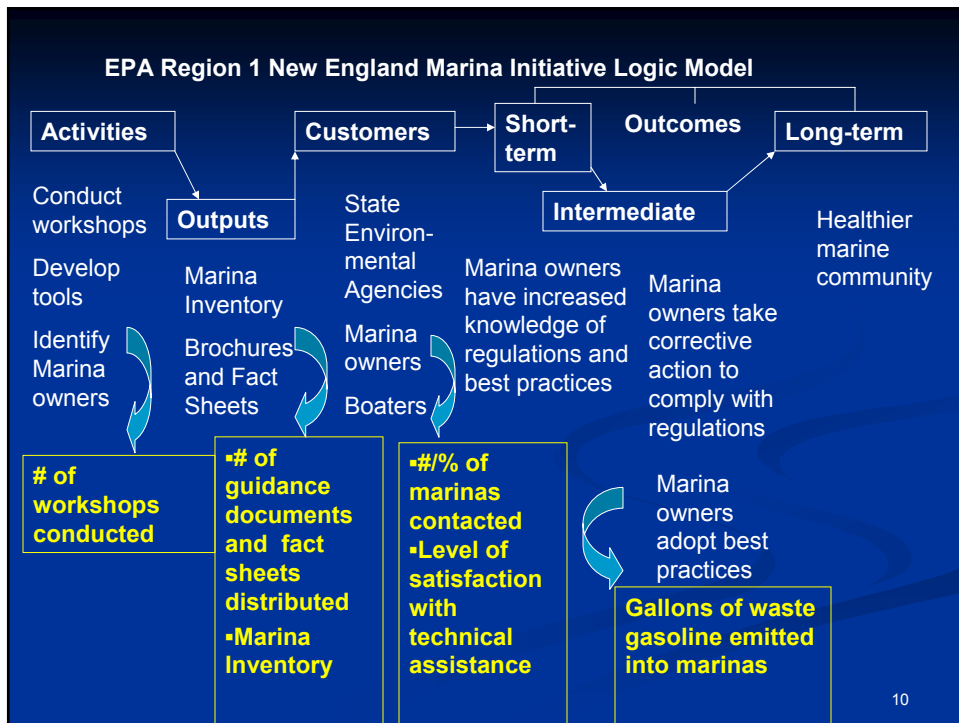 EPA Region 1 New England Marina Initiative Logic Model
Activities
Outputs
Customers
Short-
term
Outcomes
Intermediate
Long-term
Conduct
workshops
Develop
tools
Identify
Marina
owners
Marina
Inventory
Brochures
and Fact
Sheets
State
Environ-
mental
Agencies
Marina
owners
Boaters
Marina owners
have increased
knowledge of
regulations and
best practices
Marina
owners take
corrective
action to
comply with
regulations
Marina
owners
adopt best
practices
Healthier
marine
community
# of
workshops
conducted
▪# of
guidance
documents
and fact
sheets
distributed
▪Marina
Inventory
▪#/% of
marinas
contacted
▪Level of
satisfaction
with
technical
assistance
Gallons of waste
gasoline emitted
into marinas
10